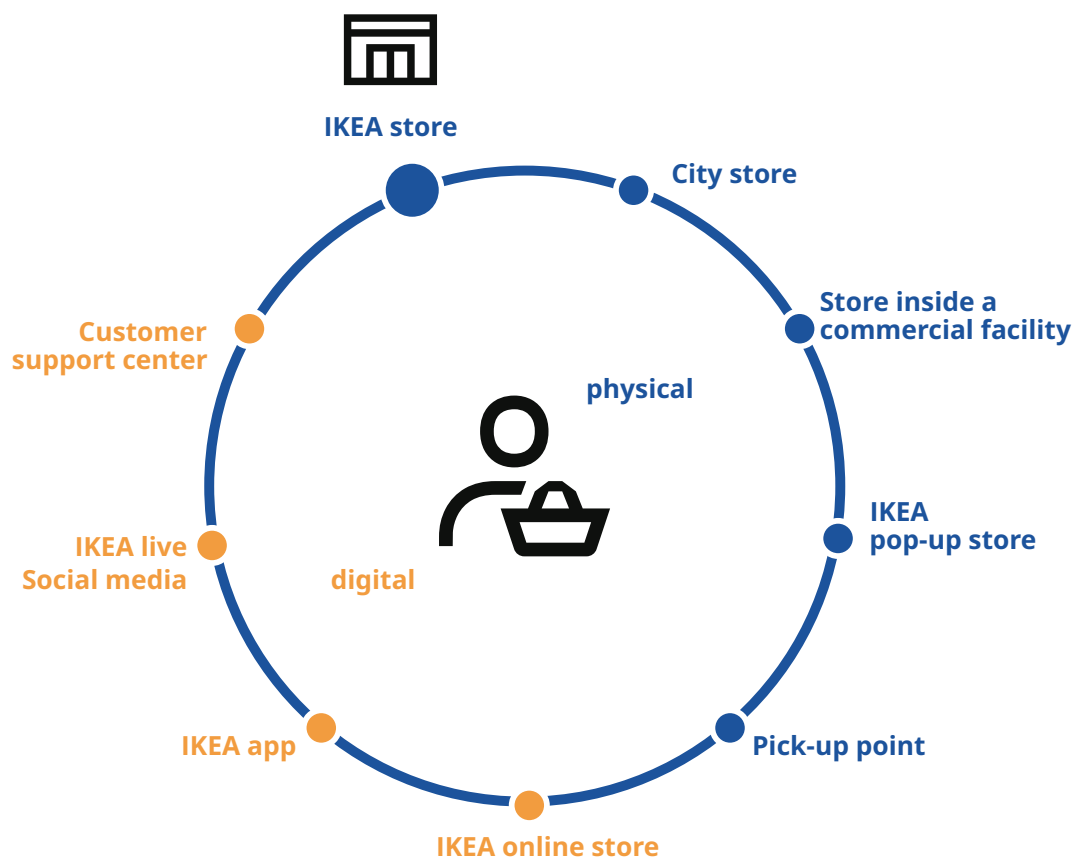 IKEA store
City store
Store inside a
commercial facility
Customer
support center
physical
IKEA
pop-up store
IKEA live
Social media
digital
IKEA app
Pick-up point
IKEA online store